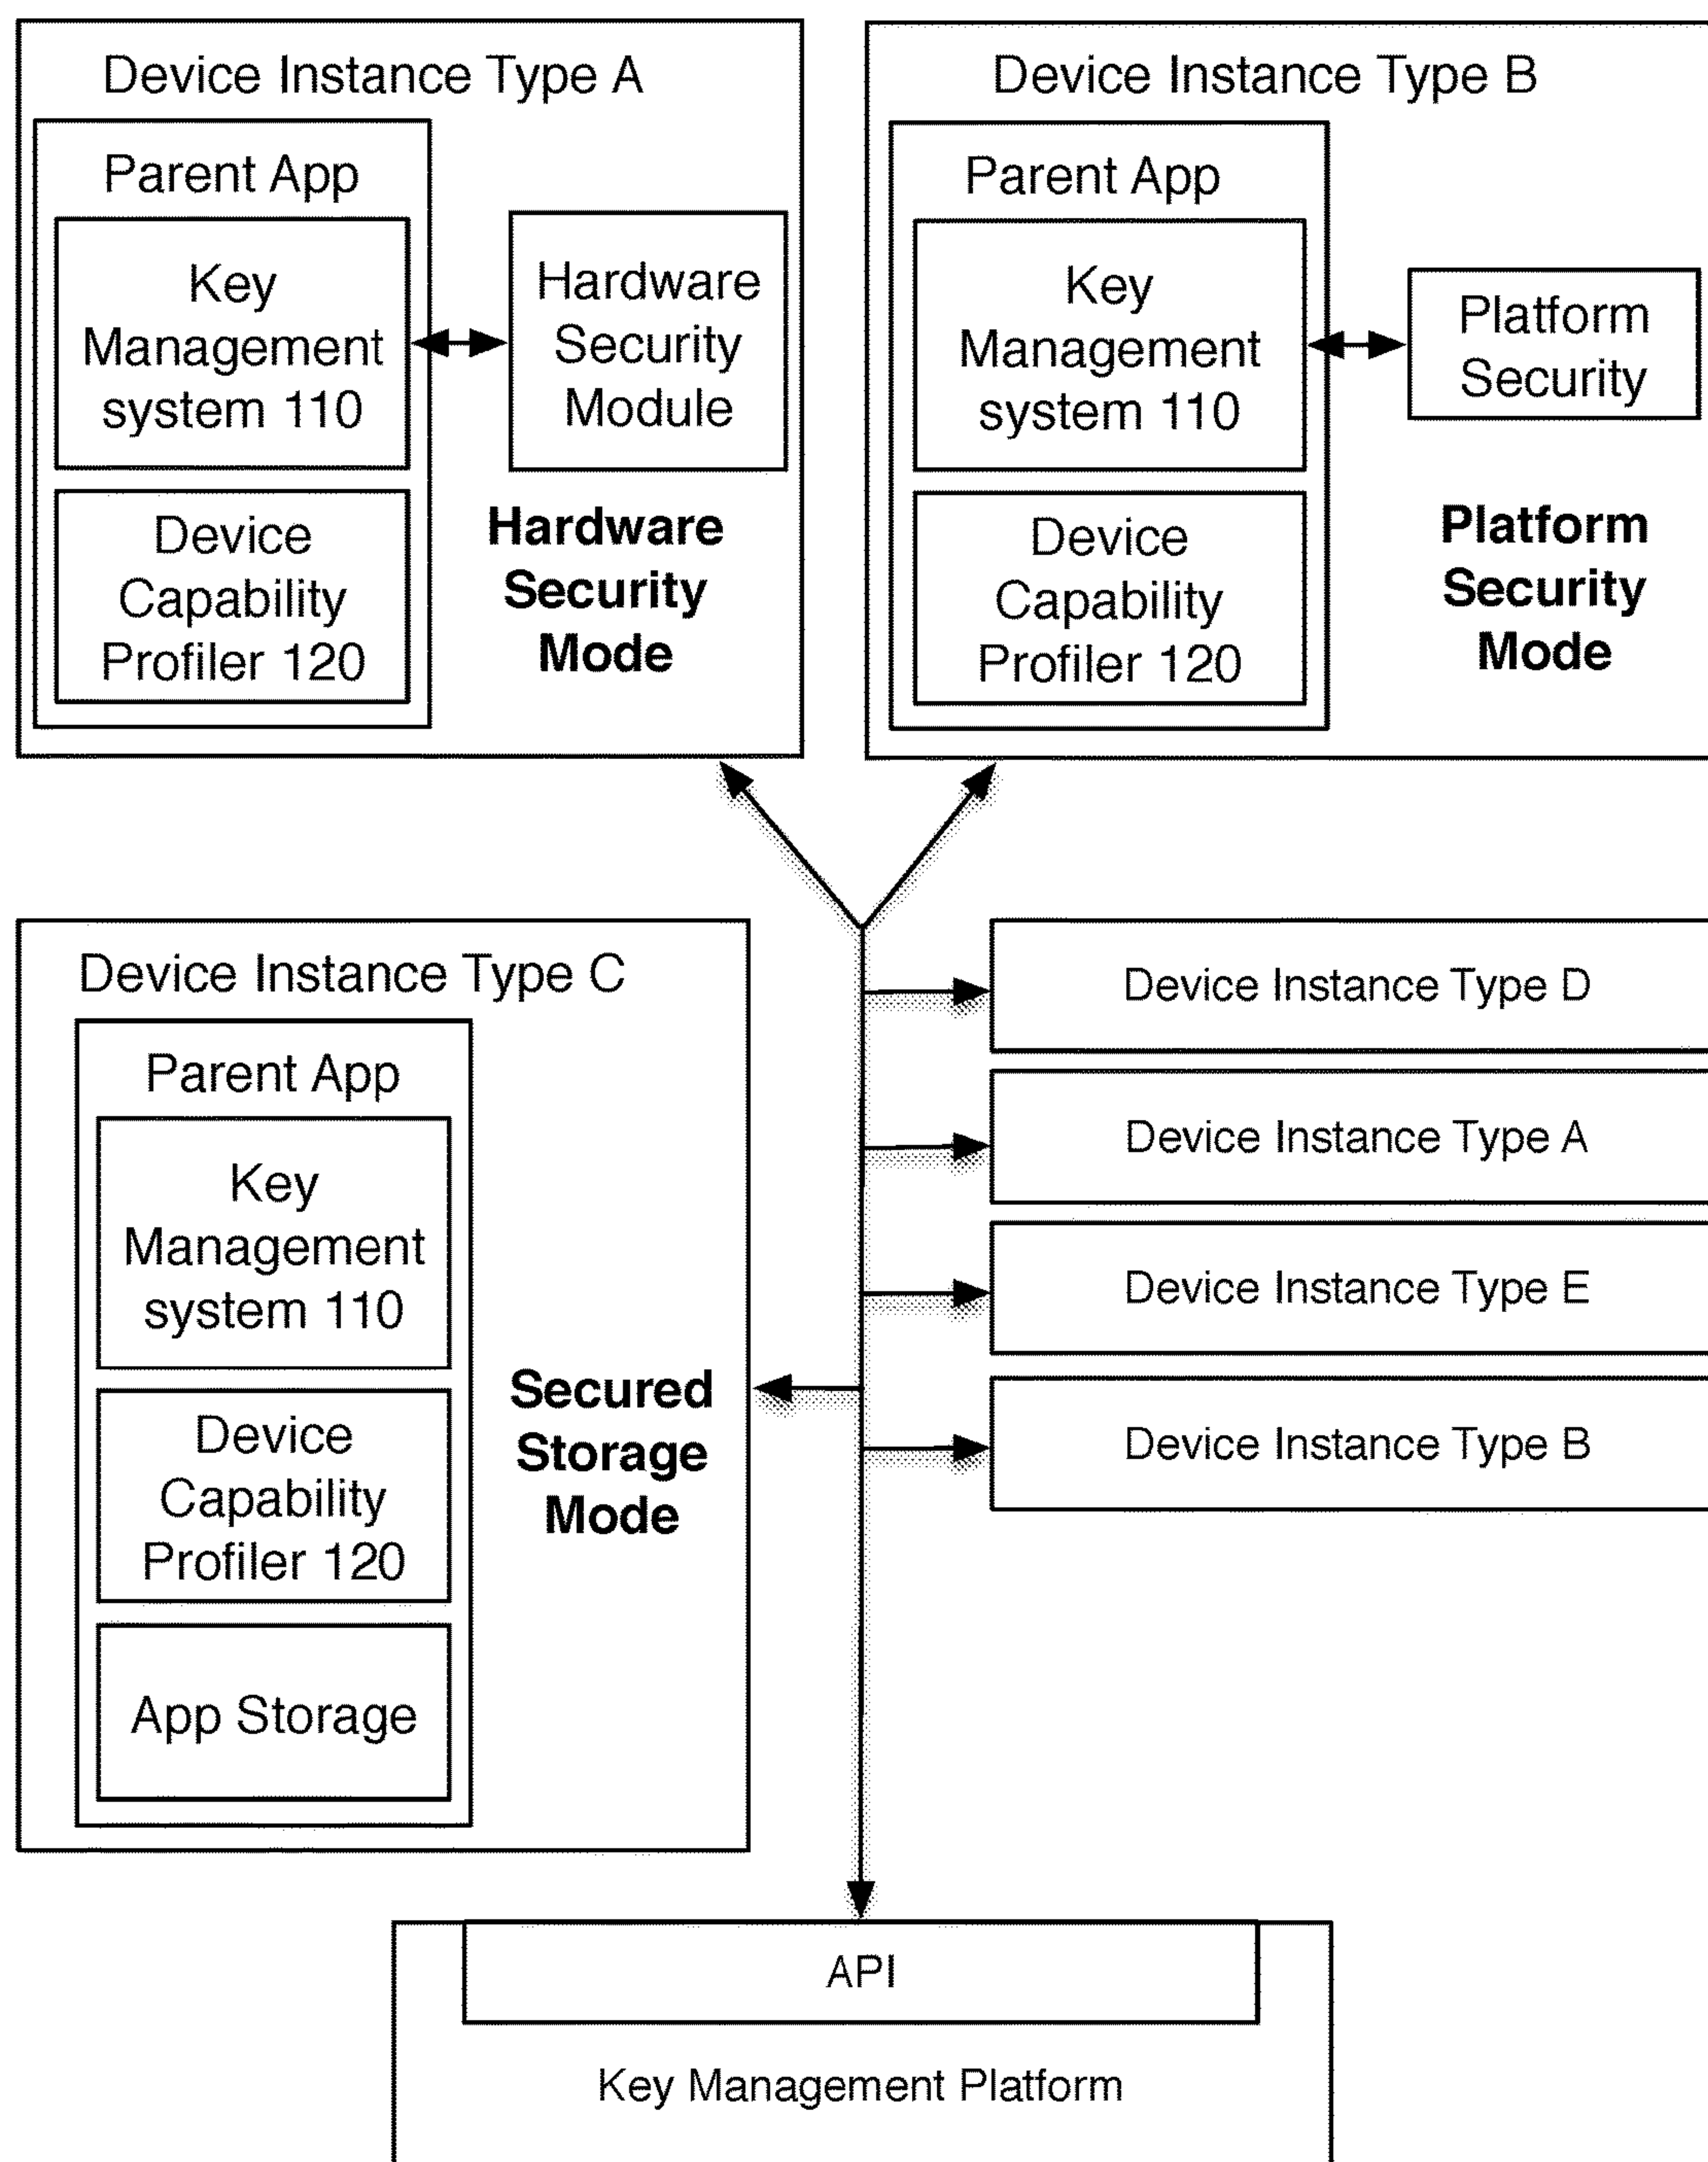 Device Instance Type A
Parent App
Key
Management
system 110
Hardware
Security
Module
Device
Capability
Profiler 120
Hardware
Security
Mode
Device Instance Type B
Parent App
Key
Management
system 110
Platform
Security
Device
Capability
Profiler 120
Platform
Security
Mode
Device Instance Type C
Parent App
Key
Management
system 110
Device
Capability
Profiler 120
App Storage
Secured
Storage
Mode
Device Instance Type D
Device Instance Type A
Device Instance Type E
Device Instance Type B
API
Key Management Platform